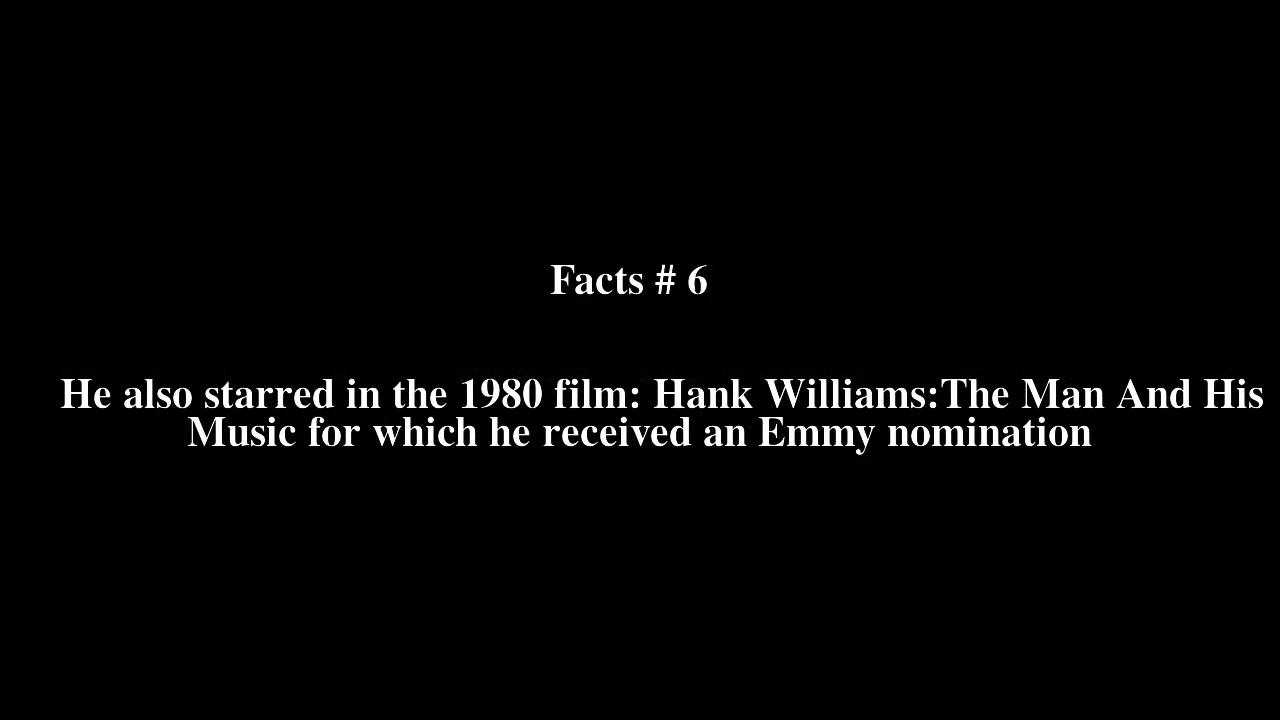 Facts # 6
He also starred in the 1980 film: Hank Williams:The Man And His
Music for which he received an Emmy nomination